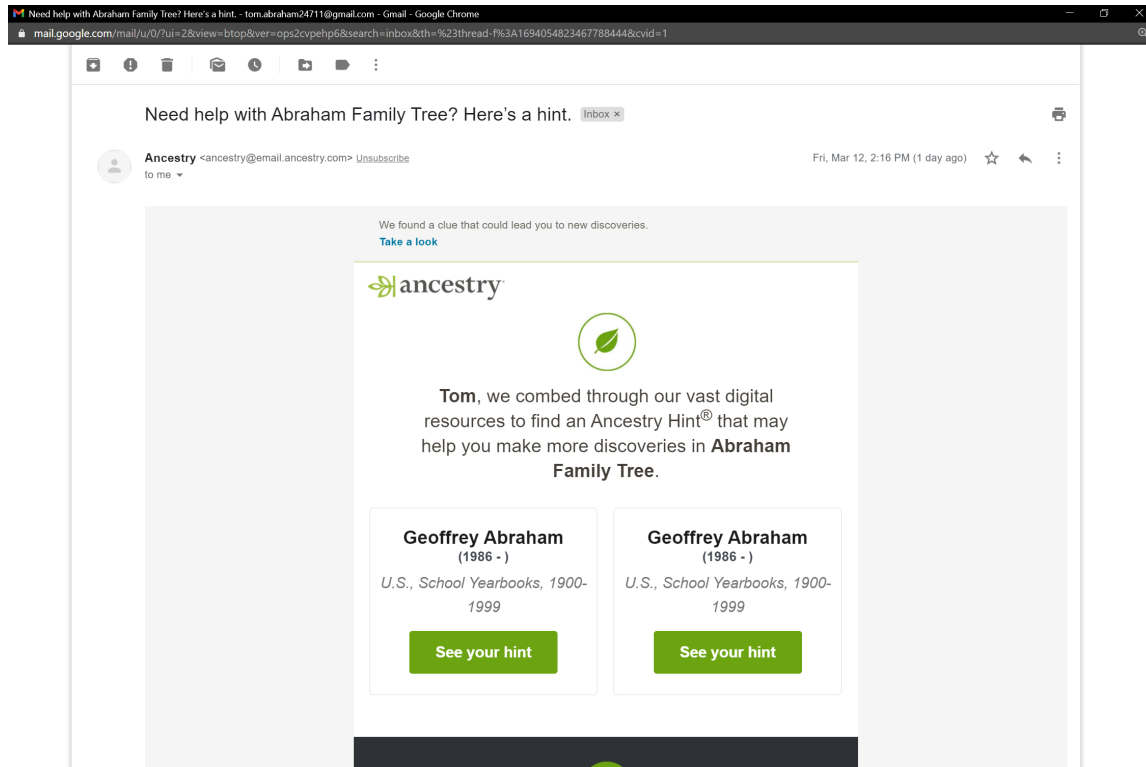 Need help with Abraham Family Tree? Here's a hint. - tom.abraham24711@gmail.com - Gmail - Google Chrome
mail.google.com/mail/u/0/?ui=2&view=btop&ver=ops2cvpehp6&search=inbox&th=%23thread-f%3A1694054823467788444&cvid=1
Need help with Abraham Family Tree? Here's a hint. Inbox ×
Ancestry <ancestry@email.ancestry.com> Unsubscribe
Fri, Mar 12, 2:16 PM (1 day ago)
to me
We found a clue that could lead you to new discoveries.
Take a look
ancestry
Tom, we combed through our vast digital
resources to find an Ancestry Hint® that may
help you make more discoveries in Abraham
Family Tree.
Geoffrey Abraham
(1986 - )
U.S., School Yearbooks, 1900-
1999
See your hint
Geoffrey Abraham
(1986 - )
U.S., School Yearbooks, 1900-
1999
See your hint